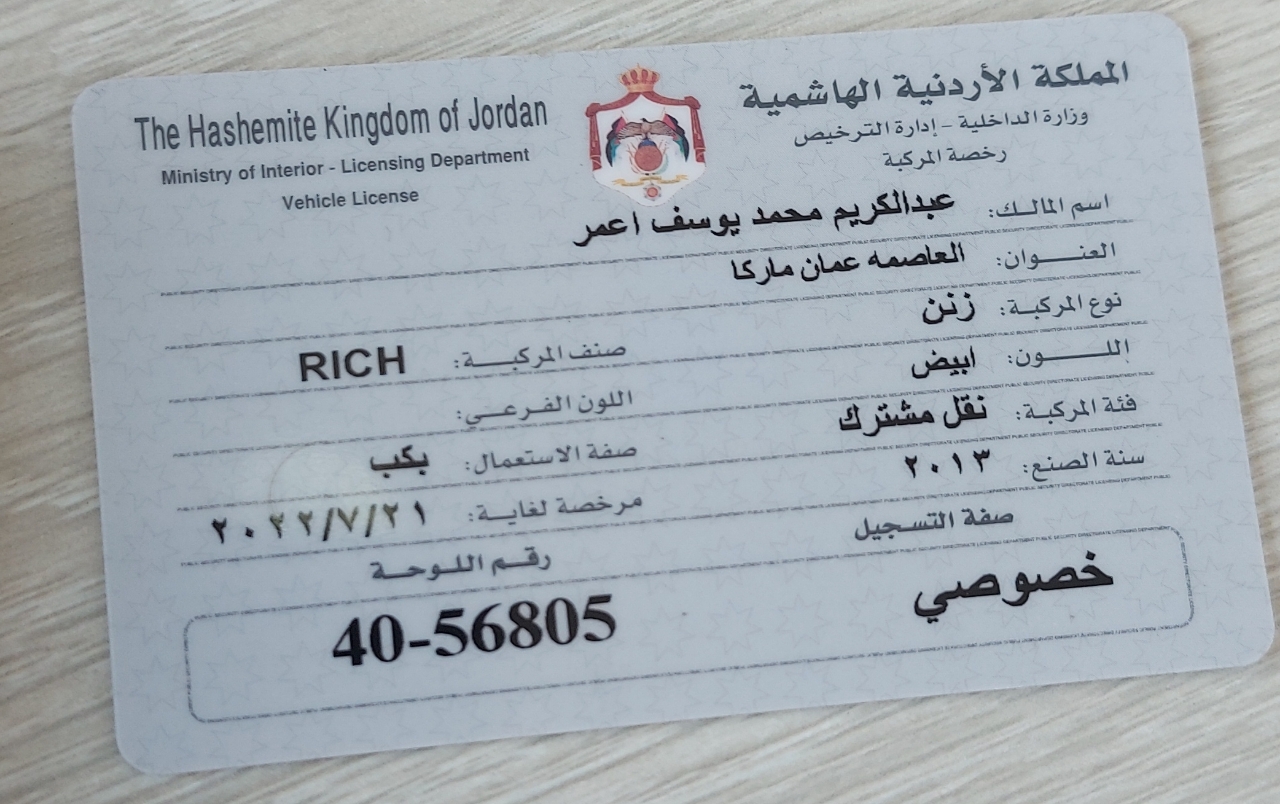 The Hashemite Kingdom of Jordan
Ministry of Interior - Licensing Department
Vehicle License
المملكة الأردنية الهاشمية
وزارة الداخلية - إدارة الترخيص
رخصة المركبة
اسم المالك: عبدالكريم محمد يوسف اعمر
العنوان: العاصمه عمان ماركا
نوع المركبة: زنن
صنف المركبة: RICH
اللون: ابيض
اللون الفرعي:
فئة المركبة: نقل مشترك
صفة الاستعمال: بكب
سنة الصنع: ٢٠١٣
مرخصة لغاية: ٢٠٢٢/٧/٢١
صفة التسجيل
خصوصي
رقم اللوحة
40-56805